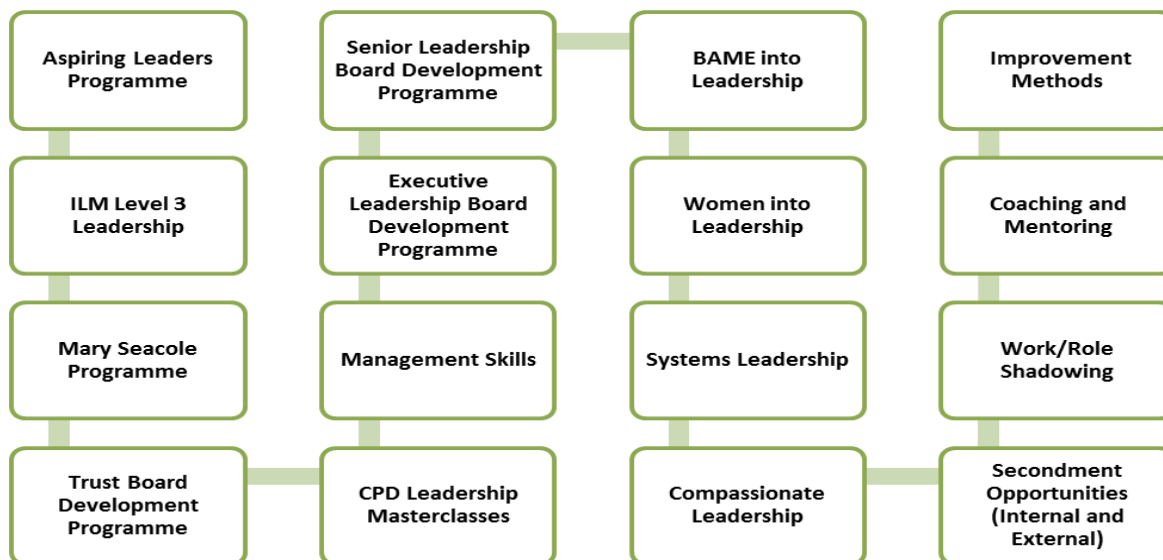 Aspiring Leaders
Programme
ILM Level 3
Leadership
Mary Seacole
Programme
Trust Board
Development
Programme
CPD Leadership
Masterclasses
Management Skills
Executive
Leadership Board
Development
Programme
Senior Leadership
Board Development
Programme
BAME into
Leadership
Women into
Leadership
Systems Leadership
Compassionate
Leadership
Secondment
Opportunities
(Internal and
External)
Work/Role
Shadowing
Coaching and
Mentoring
Improvement
Methods